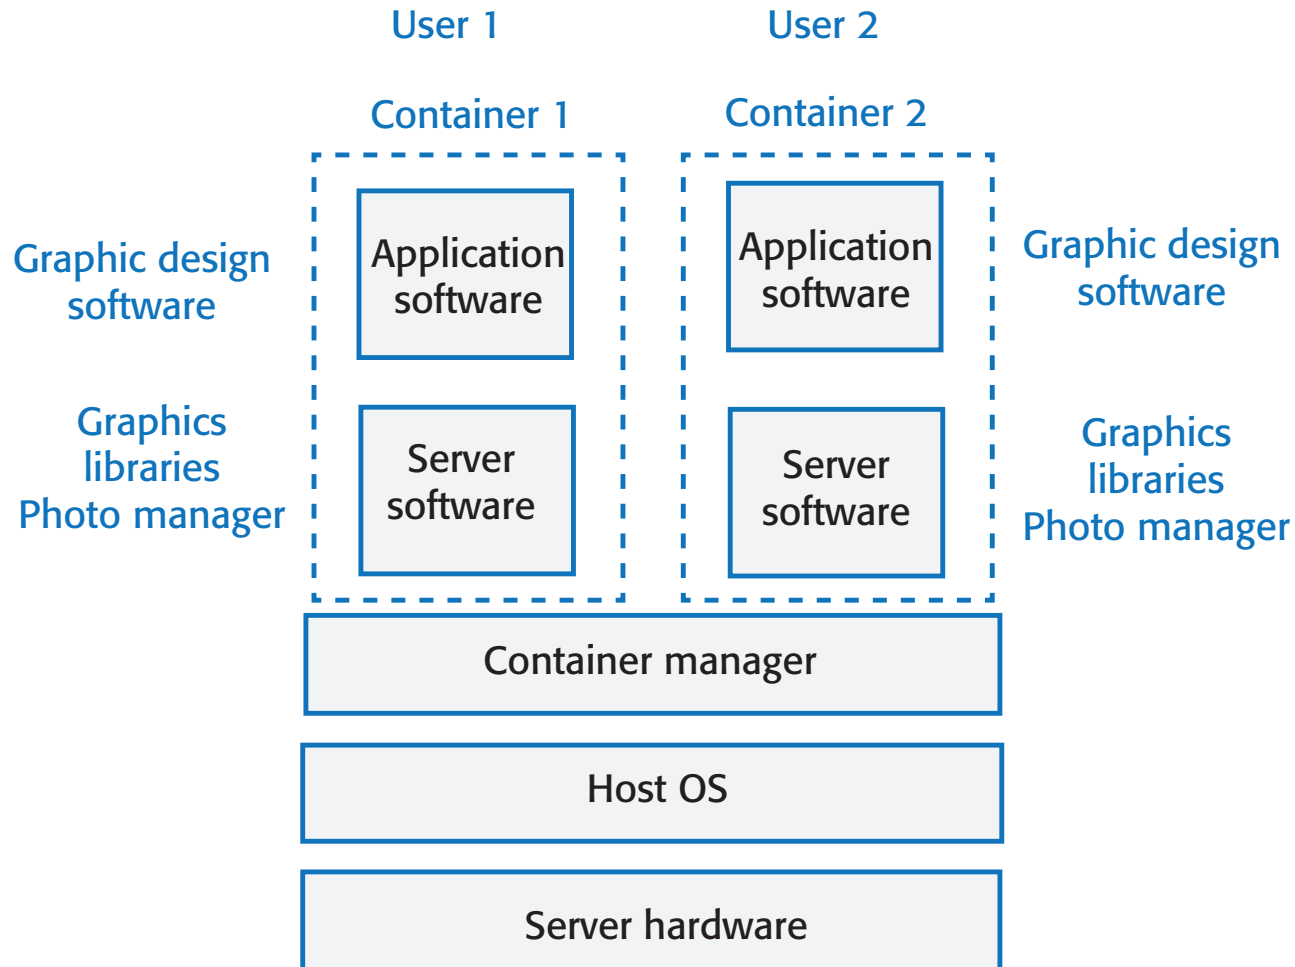 User 1
User 2
Container 1
Container 2
Graphic design
software
Application
software
Application
software
Graphic design
software
Graphics
libraries
Photo manager
Server
software
Server
software
Graphics
libraries
Photo manager
Container manager
Host OS
Server hardware